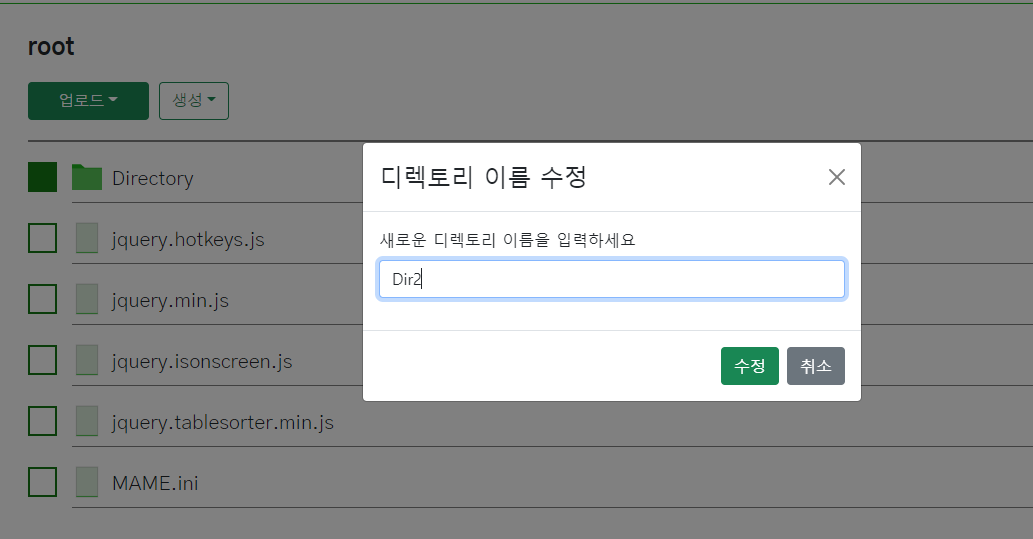 root
업로드 생성
디렉토리 이름 수정
새로운 디렉토리 이름을 입력하세요
Dir2
수정 취소
Directory
jquery.hotkeys.js
jquery.min.js
jquery.isonscreen.js
jquery.tablesorter.min.js
MAME.ini